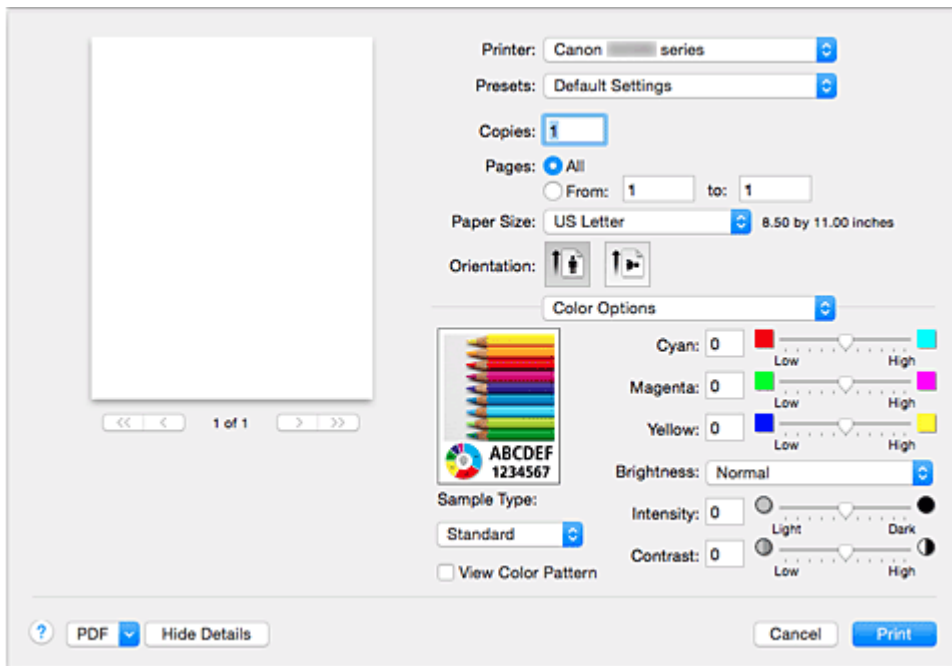 Printer: Canon series
Presets: Default Settings
Copies: 1
Pages: All
From: 1 to: 1
Paper Size: US Letter 8.50 by 11.00 inches
Orientation:
Color Options
Cyan: 0
Low High
Magenta: 0
Low High
Yellow: 0
Low High
ABCDEF
1234567
Brightness: Normal
Sample Type:
Intensity: 0
Light Dark
Standard
Contrast: 0
Low High
View Color Pattern
<< < 1 of 1 > >>
? PDF Hide Details Cancel Print